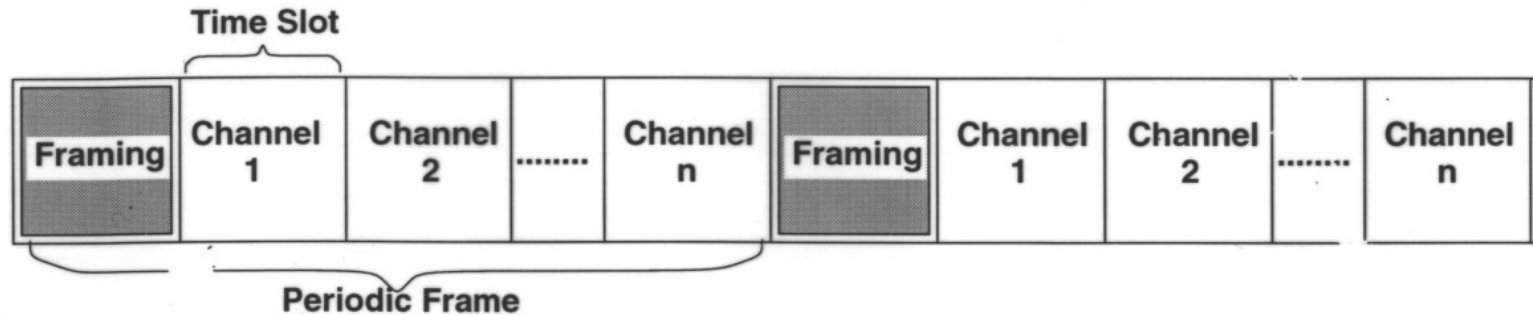 Time Slot
Framing
Channel
1
Channel
2
........
Channel
n
Framing
Channel
1
Channel
2
........
Channel
n
Periodic Frame